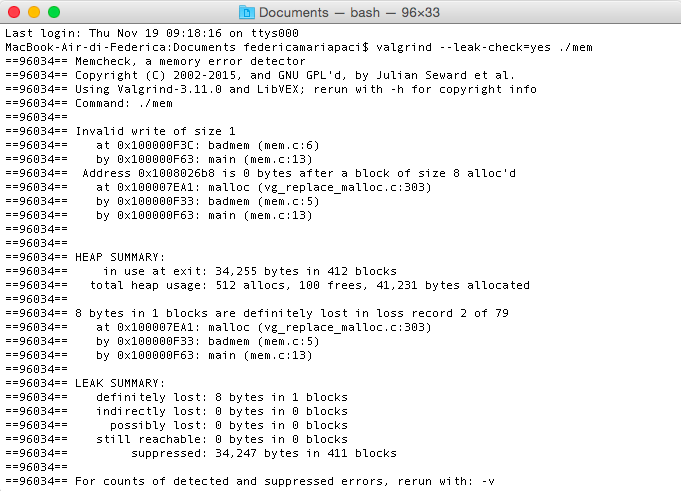 Documents — bash — 96×33
Last login: Thu Nov 19 09:18:16 on ttys000
MacBook-Air-di-Federica:Documents federicamariapaci$ valgrind --leak-check=yes ./mem
==96034== Memcheck, a memory error detector
==96034== Copyright (C) 2002-2015, and GNU GPL'd, by Julian Seward et al.
==96034== Using Valgrind-3.11.0 and LibVEX; rerun with -h for copyright info
==96034== Command: ./mem
==96034==
==96034== Invalid write of size 1
==96034==    at 0x100000F3C: badmem (mem.c:6)
==96034==    by 0x100000F63: main (mem.c:13)
==96034==  Address 0x1008026b8 is 0 bytes after a block of size 8 alloc'd
==96034==    at 0x100007EA1: malloc (vg_replace_malloc.c:303)
==96034==    by 0x100000F33: badmem (mem.c:5)
==96034==    by 0x100000F63: main (mem.c:13)
==96034==
==96034==
==96034== HEAP SUMMARY:
==96034==     in use at exit: 34,255 bytes in 412 blocks
==96034==   total heap usage: 512 allocs, 100 frees, 41,231 bytes allocated
==96034==
==96034== 8 bytes in 1 blocks are definitely lost in loss record 2 of 79
==96034==    at 0x100007EA1: malloc (vg_replace_malloc.c:303)
==96034==    by 0x100000F33: badmem (mem.c:5)
==96034==    by 0x100000F63: main (mem.c:13)
==96034==
==96034== LEAK SUMMARY:
==96034==    definitely lost: 8 bytes in 1 blocks
==96034==    indirectly lost: 0 bytes in 0 blocks
==96034==      possibly lost: 0 bytes in 0 blocks
==96034==    still reachable: 0 bytes in 0 blocks
==96034==         suppressed: 34,247 bytes in 411 blocks
==96034==
==96034== For counts of detected and suppressed errors, rerun with: -v